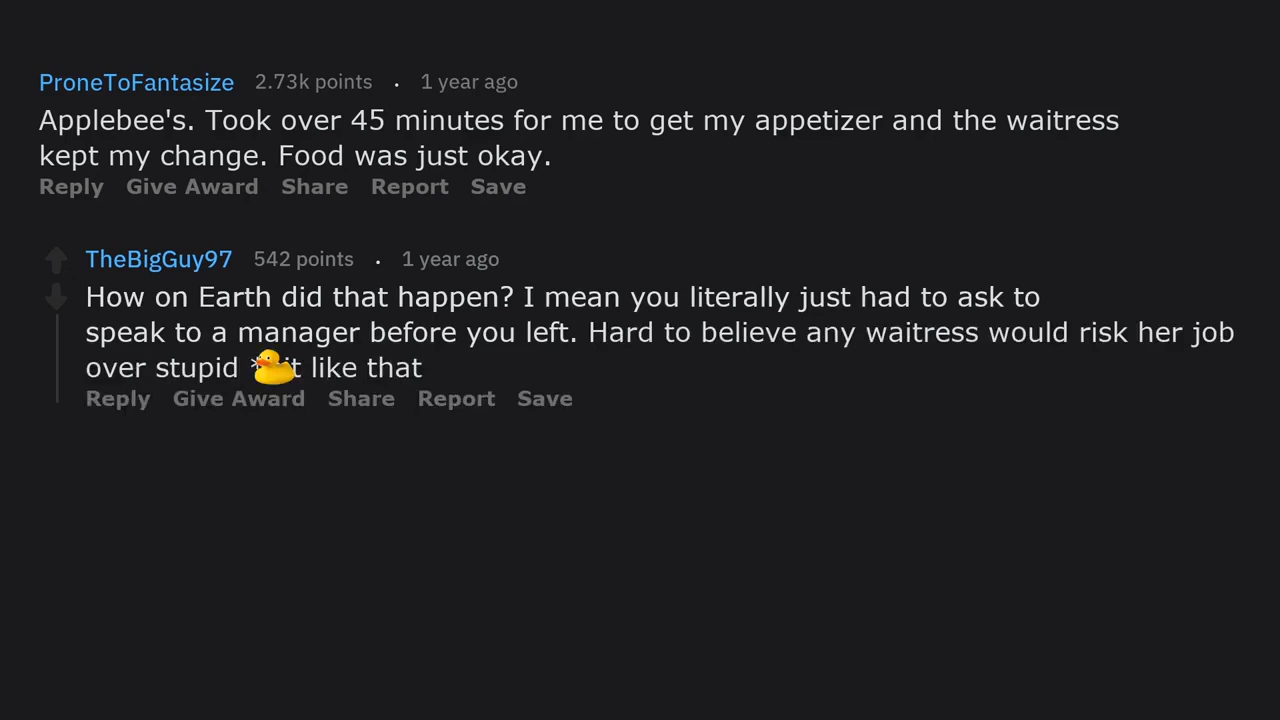 ProneToFantasize 2.73k points . 1 year ago
Applebee's. Took over 45 minutes for me to get my appetizer and the waitress
kept my change. Food was just okay.
Reply Give Award Share Report Save
TheBigGuy97 542 points . 1 year ago
How on Earth did that happen? I mean you literally just had to ask to
speak to a manager before you left. Hard to believe any waitress would risk her job
over stupid like that
Reply Give Award Share Report Save